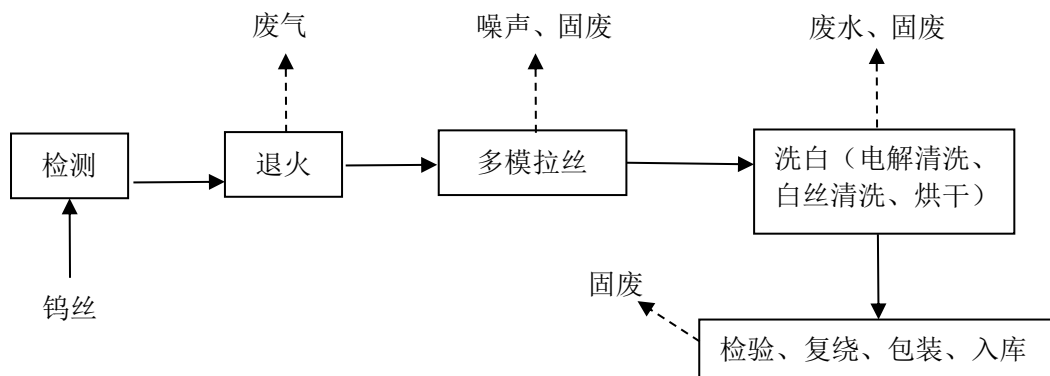 废气
噪声、固废
废水、固废
检测
退火
多模拉丝
洗白（电解清洗、
白丝清洗、烘干）
钨丝
固废
检验、复绕、包装、入库